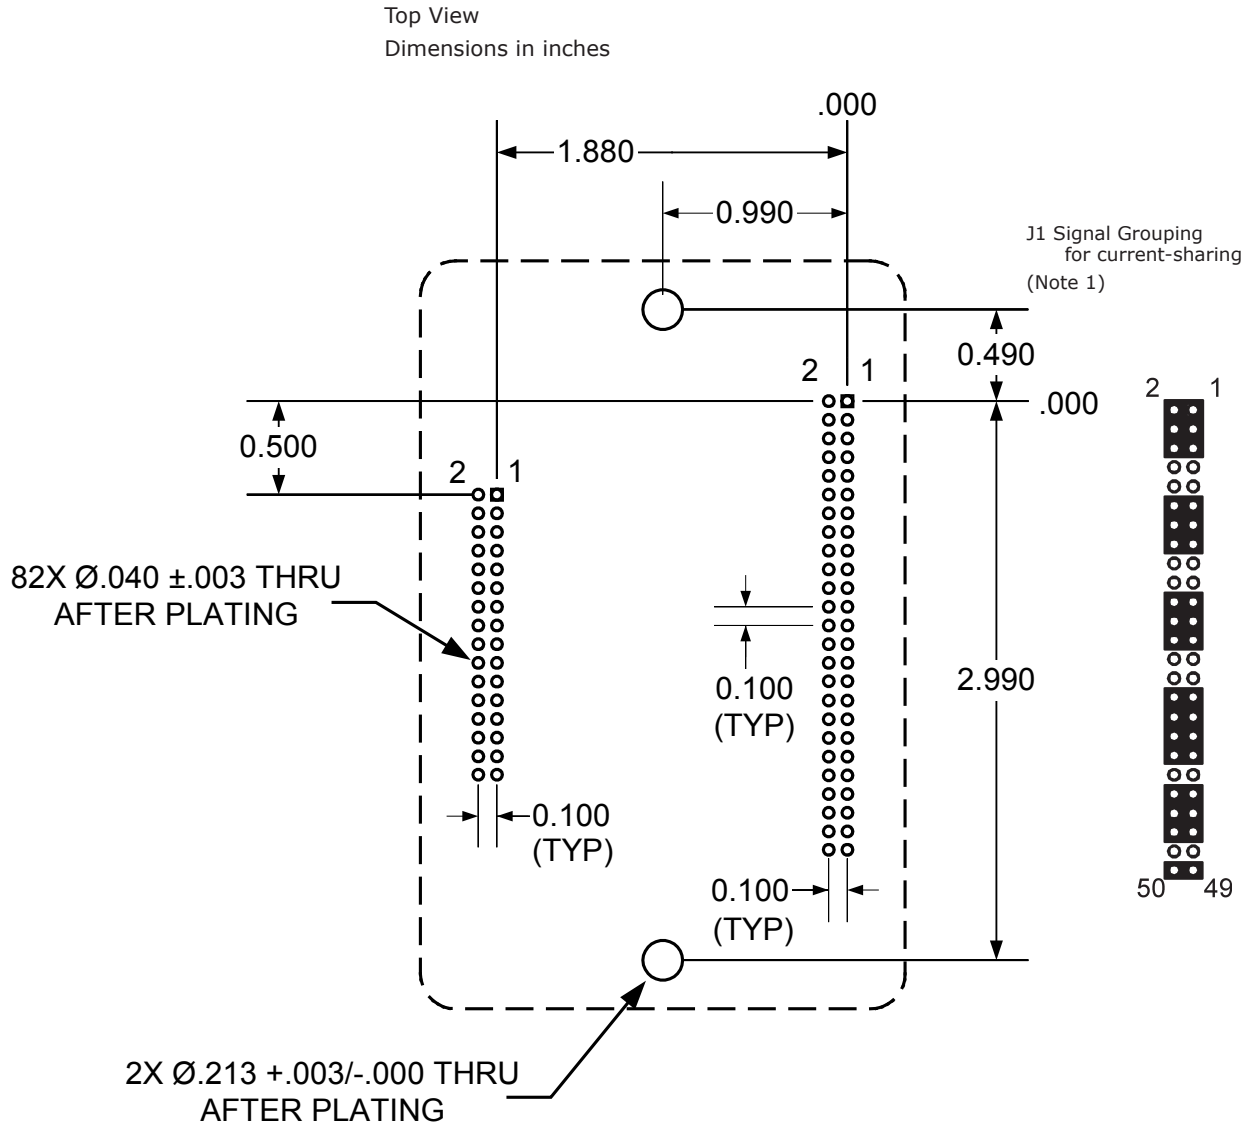 Top View
Dimensions in inches
.000
1.880
0.990
J1 Signal Grouping
for current-sharing
(Note 1)
0.490
2 1
.000
2 1
0.500
2 1
82X Ø.040 ±.003 THRU
AFTER PLATING
0.100
(TYP)
2.990
0.100
(TYP)
0.100
(TYP)
50 49
2X Ø.213 +.003/-.000 THRU
AFTER PLATING